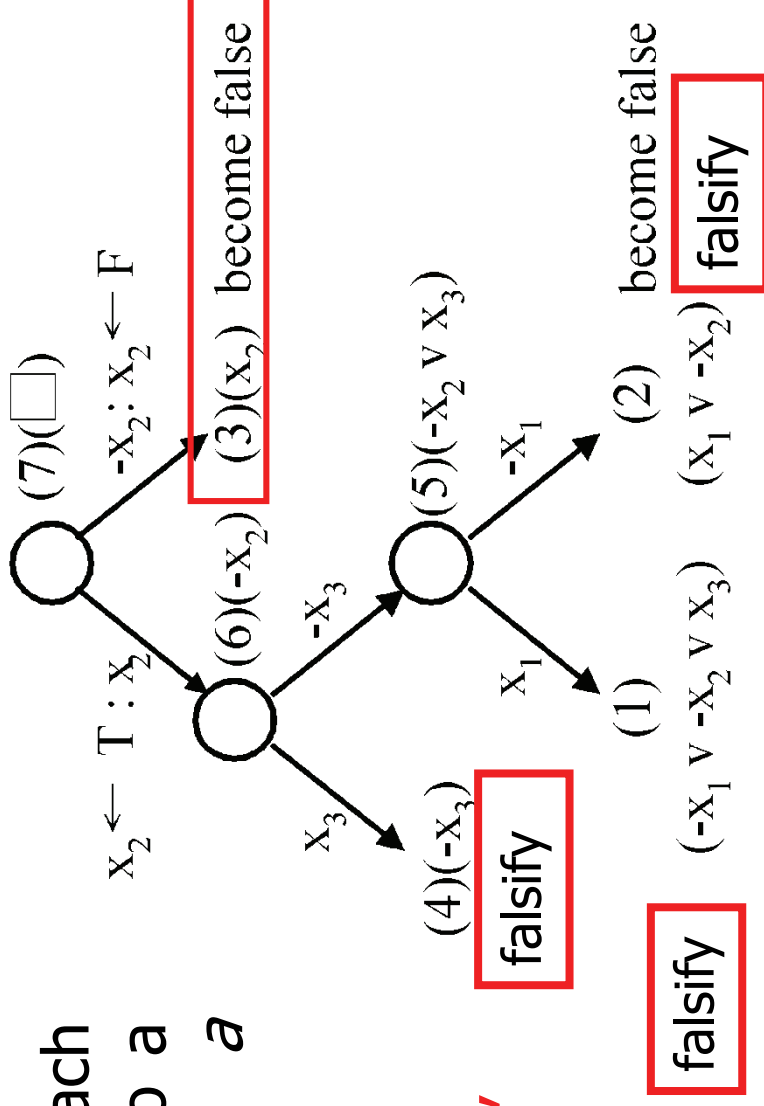 ach (7)(□)
o a x₂ ← T : x₂ -x₂: x₂ ← F
a (6)(-x₂) (3)(x₂) become false
x₃ -x₃
(4)(-x₃) (5)(-x₂ v x₃)
falsify x₁ -x₁
(1) (2) become false
falsify (-x₁ v -x₂ v x₃) (x₁ v -x₂) falsify